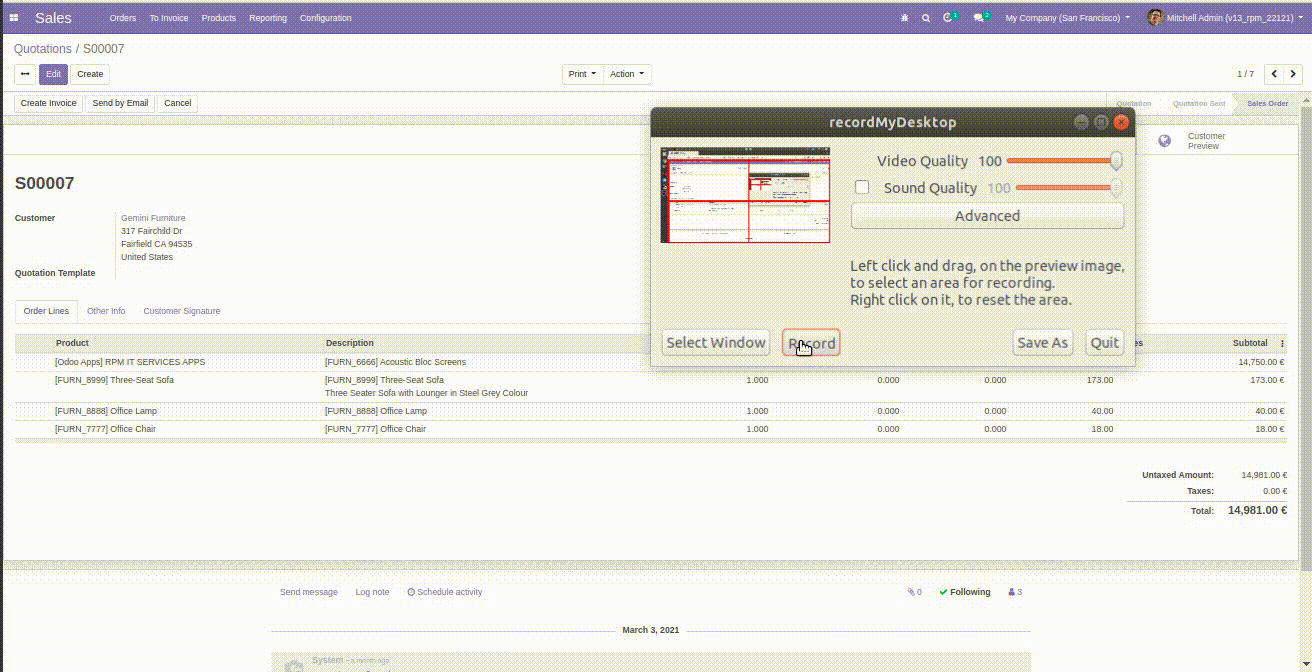 Sales Orders To Invoice Products Reporting Configuration 1 2 My Company (San Francisco) Mitchell Admin (v13_rpm_22121)
Quotations / S00007
Edit Create Print Action 1 / 7
Create Invoice Send by Email Cancel Quotation Quotation Sent Sales Order
recordMyDesktop
Customer
Preview
Video Quality 100
Sound Quality 100
Advanced
Left click and drag, on the preview image,
to select an area for recording.
Right click on it, to reset the area.
Select Window Record Save As Quit
S00007
Customer Gemini Furniture
317 Fairchild Dr
Fairfield CA 94535
United States
Quotation Template
Order Lines Other Info Customer Signature
Product Description Subtotal
[Odoo Apps] RPM IT SERVICES APPS [FURN_6666] Acoustic Bloc Screens 14,750.00 €
[FURN_8999] Three-Seat Sofa [FURN_8999] Three-Seat Sofa 1.000 0.000 0.000 173.00 173.00 €
Three Seater Sofa with Lounger in Steel Grey Colour
[FURN_8888] Office Lamp [FURN_8888] Office Lamp 1.000 0.000 0.000 40.00 40.00 €
[FURN_7777] Office Chair [FURN_7777] Office Chair 1.000 0.000 0.000 18.00 18.00 €
Untaxed Amount: 14,981.00 €
Taxes: 0.00 €
Total: 14,981.00 €
Send message Log note Schedule activity 0 Following 3
March 3, 2021
System - a month ago